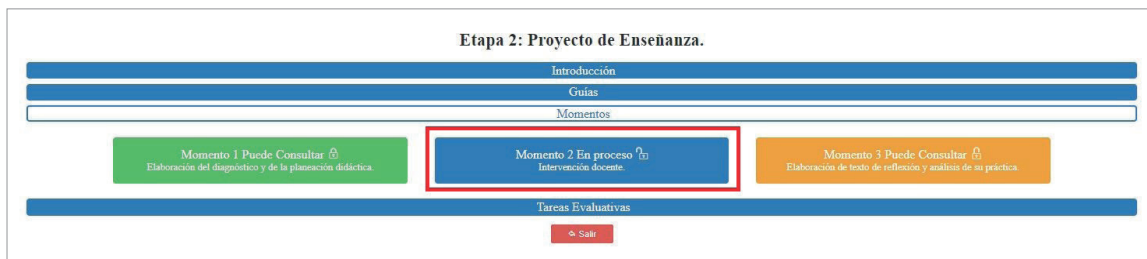 Etapa 2: Proyecto de Enseñanza.
Introducción
Guías
Momentos
Momento 1 Puede Consultar
Elaboración del diagnóstico y de la planeación didáctica.
Momento 2 En proceso
Intervención docente.
Momento 3 Puede Consultar
Elaboración de texto de reflexión y análisis de su práctica.
Tareas Evaluativas
Salir